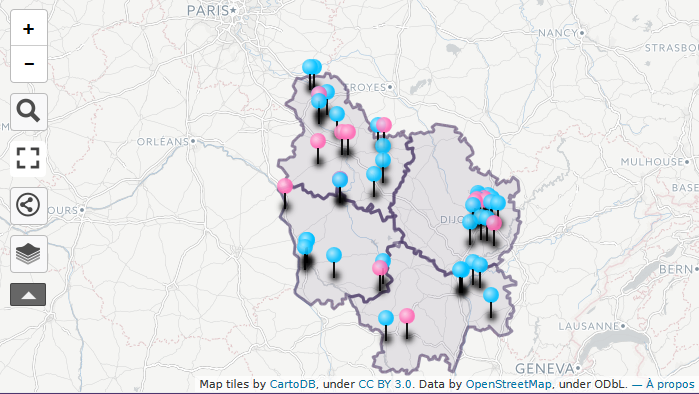 PARIS
NANCY
STRASBO
ROYES
ORLÉANS
MULHOUSE
BASE
OURS
DIJO
BERN
LAUSANNE
GENEVA
+
−
Map tiles by CartoDB, under CC BY 3.0. Data by OpenStreetMap, under ODbL. — À propos